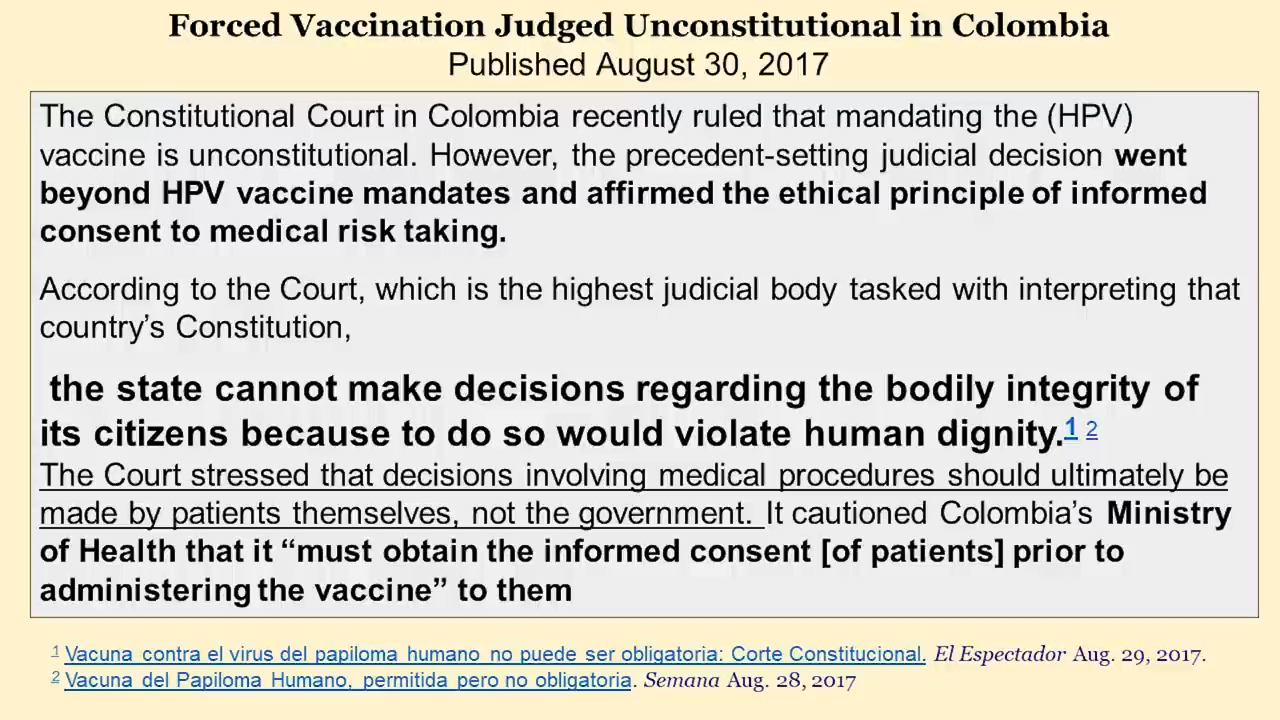 Forced Vaccination Judged Unconstitutional in Colombia
Published August 30, 2017
The Constitutional Court in Colombia recently ruled that mandating the (HPV)
vaccine is unconstitutional. However, the precedent-setting judicial decision went
beyond HPV vaccine mandates and affirmed the ethical principle of informed
consent to medical risk taking.
According to the Court, which is the highest judicial body tasked with interpreting that
country’s Constitution,
the state cannot make decisions regarding the bodily integrity of
its citizens because to do so would violate human dignity.1 2
The Court stressed that decisions involving medical procedures should ultimately be
made by patients themselves, not the government. It cautioned Colombia’s Ministry
of Health that it “must obtain the informed consent [of patients] prior to
administering the vaccine” to them
1 Vacuna contra el virus del papiloma humano no puede ser obligatoria: Corte Constitucional. El Espectador Aug. 29, 2017.
2 Vacuna del Papiloma Humano, permitida pero no obligatoria. Semana Aug. 28, 2017